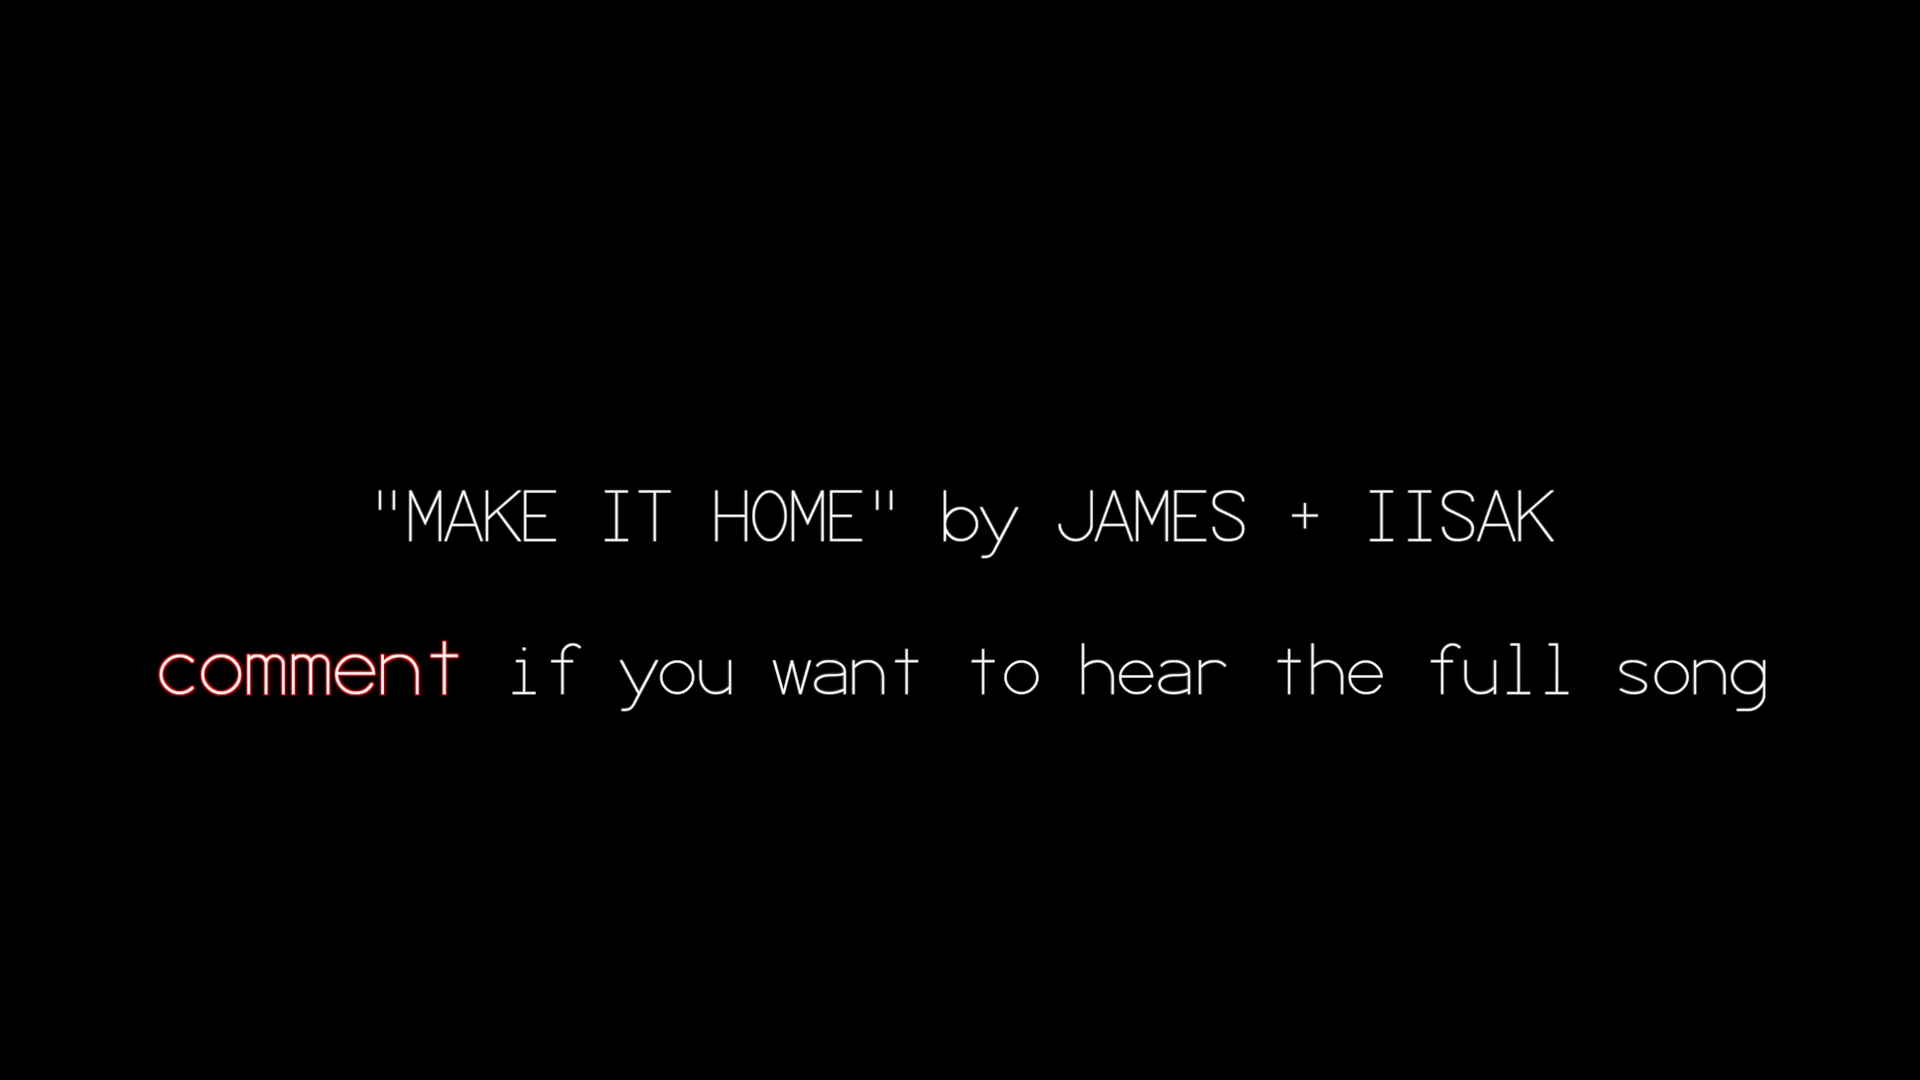 "MAKE IT HOME" by JAMES + IISAK
comment if you want to hear the full song